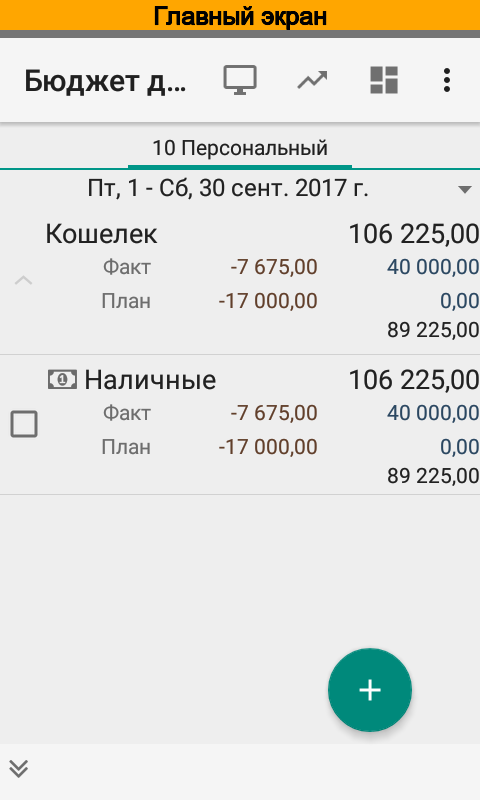 Главный экран
Бюджет д...
10 Персональный
Пт, 1 - Сб, 30 сент. 2017 г.
Кошелек 106 225,00
Факт -7 675,00 40 000,00
План -17 000,00 0,00
89 225,00
Наличные 106 225,00
Факт -7 675,00 40 000,00
План -17 000,00 0,00
89 225,00